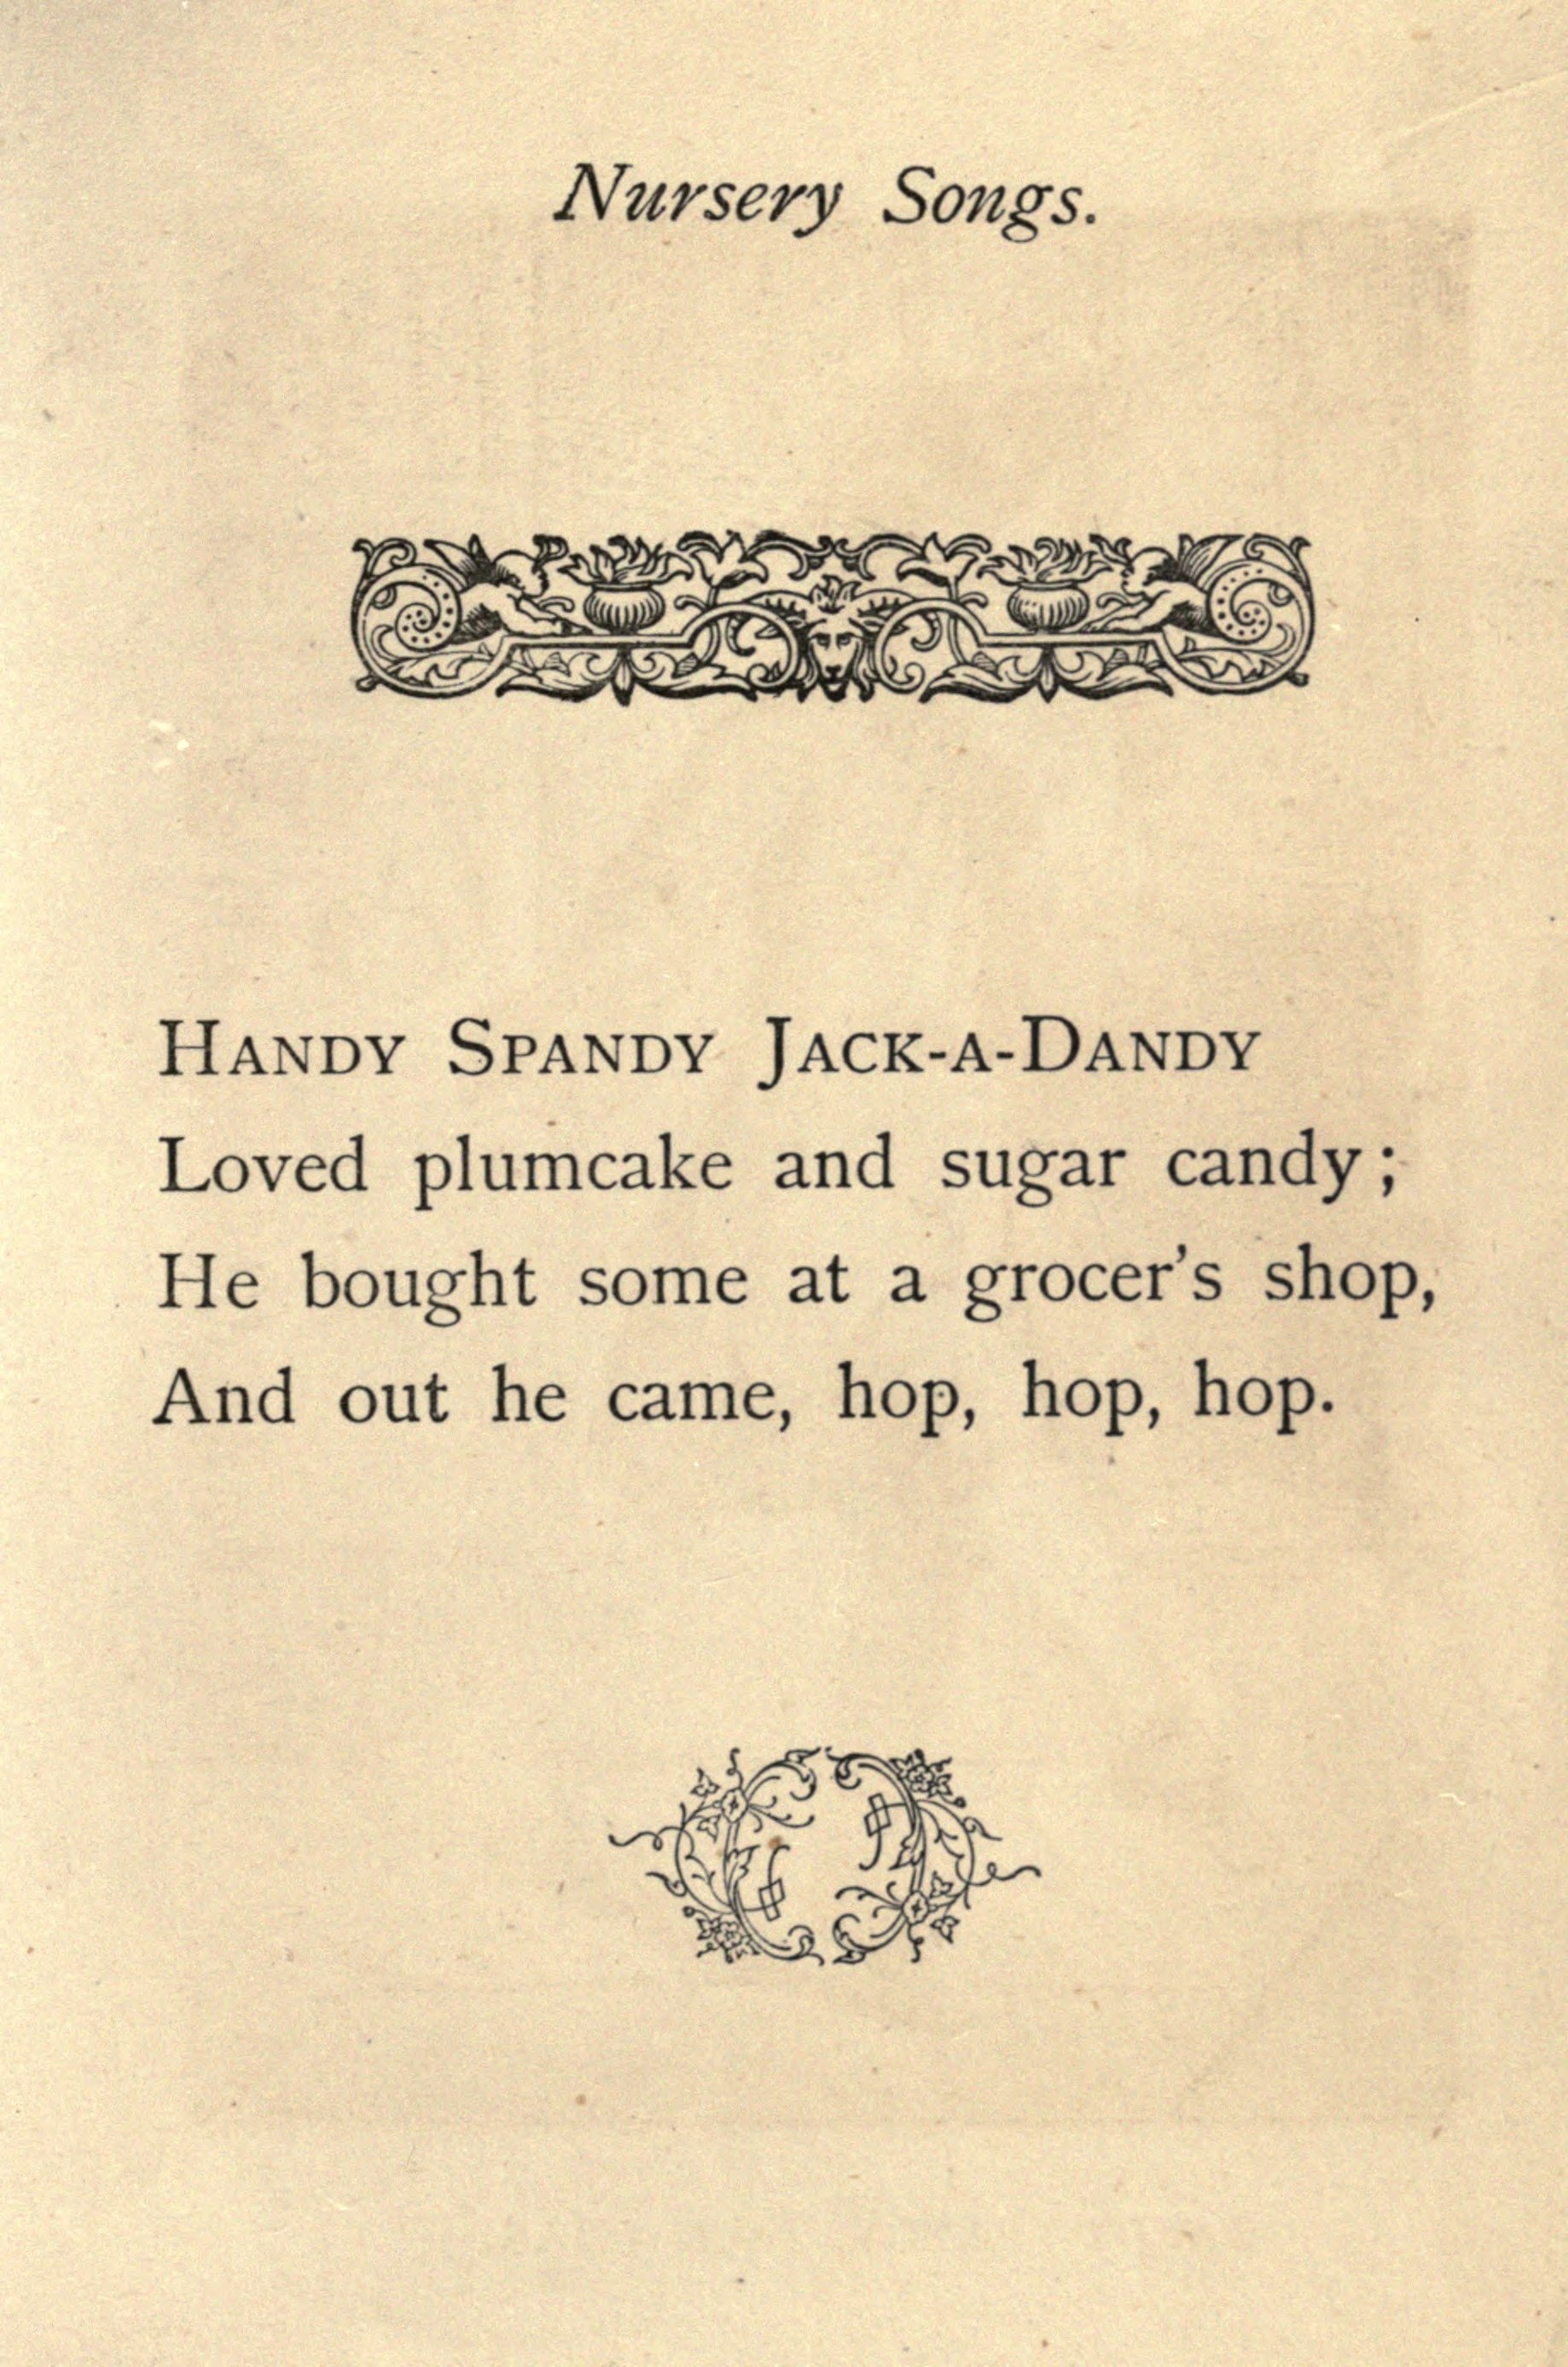 Nursery Songs.
HANDY SPANDY JACK-A-DANDY
Loved plumcake and sugar candy;
He bought some at a grocer's shop,
And out he came, hop, hop, hop.